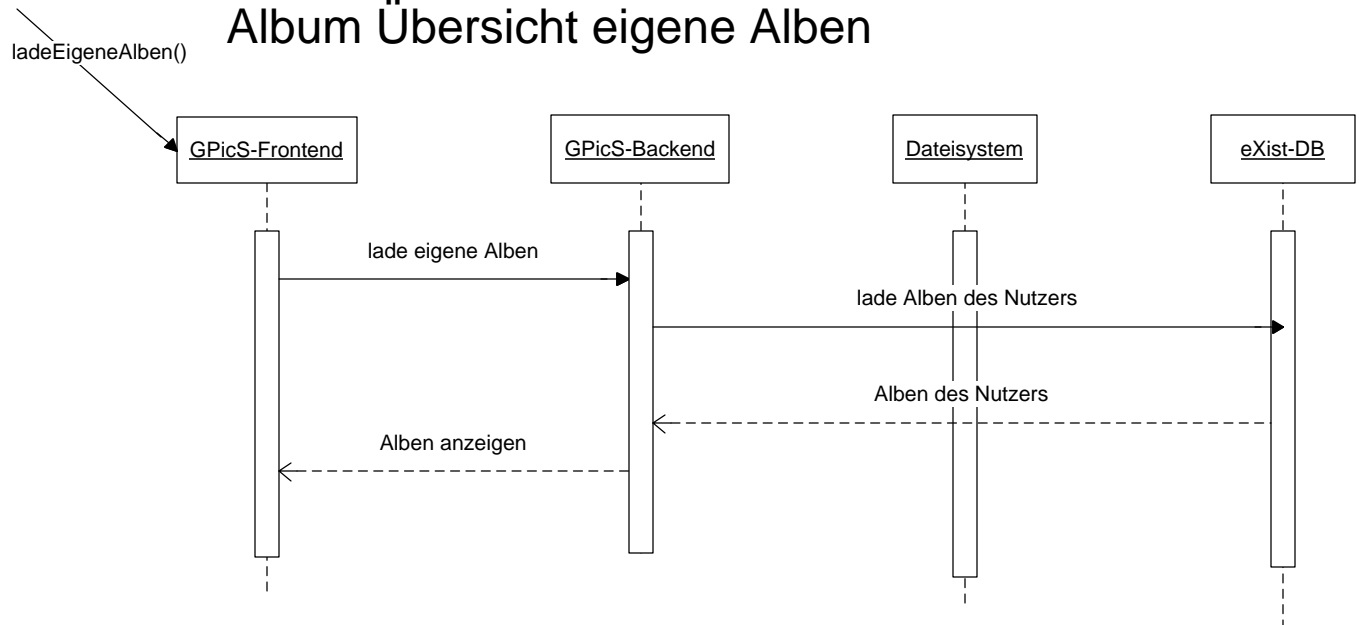 Album Übersicht eigene Alben
ladeEigeneAlben()
GPicS-Frontend
GPicS-Backend
Dateisystem
eXist-DB
lade eigene Alben
lade Alben des Nutzers
Alben des Nutzers
Alben anzeigen